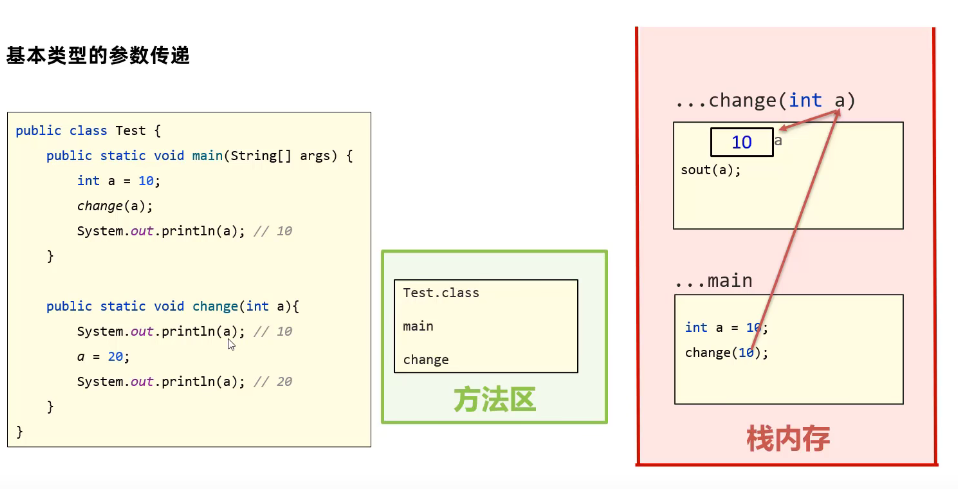 基本类型的参数传递
public class Test {
public static void main(String[] args) {
int a = 10;
change(a);
System.out.println(a); // 10
}
public static void change(int a){
System.out.println(a); // 10
a = 20;
System.out.println(a); // 20
}
}
Test.class
main
change
方法区
...change(int a)
10 a
sout(a);
...main
int a = 10;
change(10);
栈内存